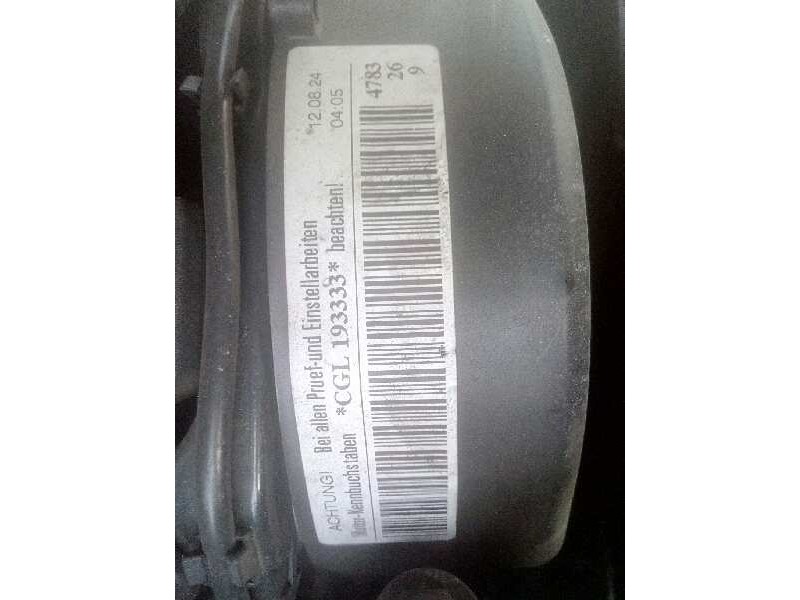 ACHTUNG! Bei allen Pruef-und Einstellarbeiten *12.08.24
Motor-Kennbuchstaben *CGL 193333* beachten! 04:05
4783
26
9